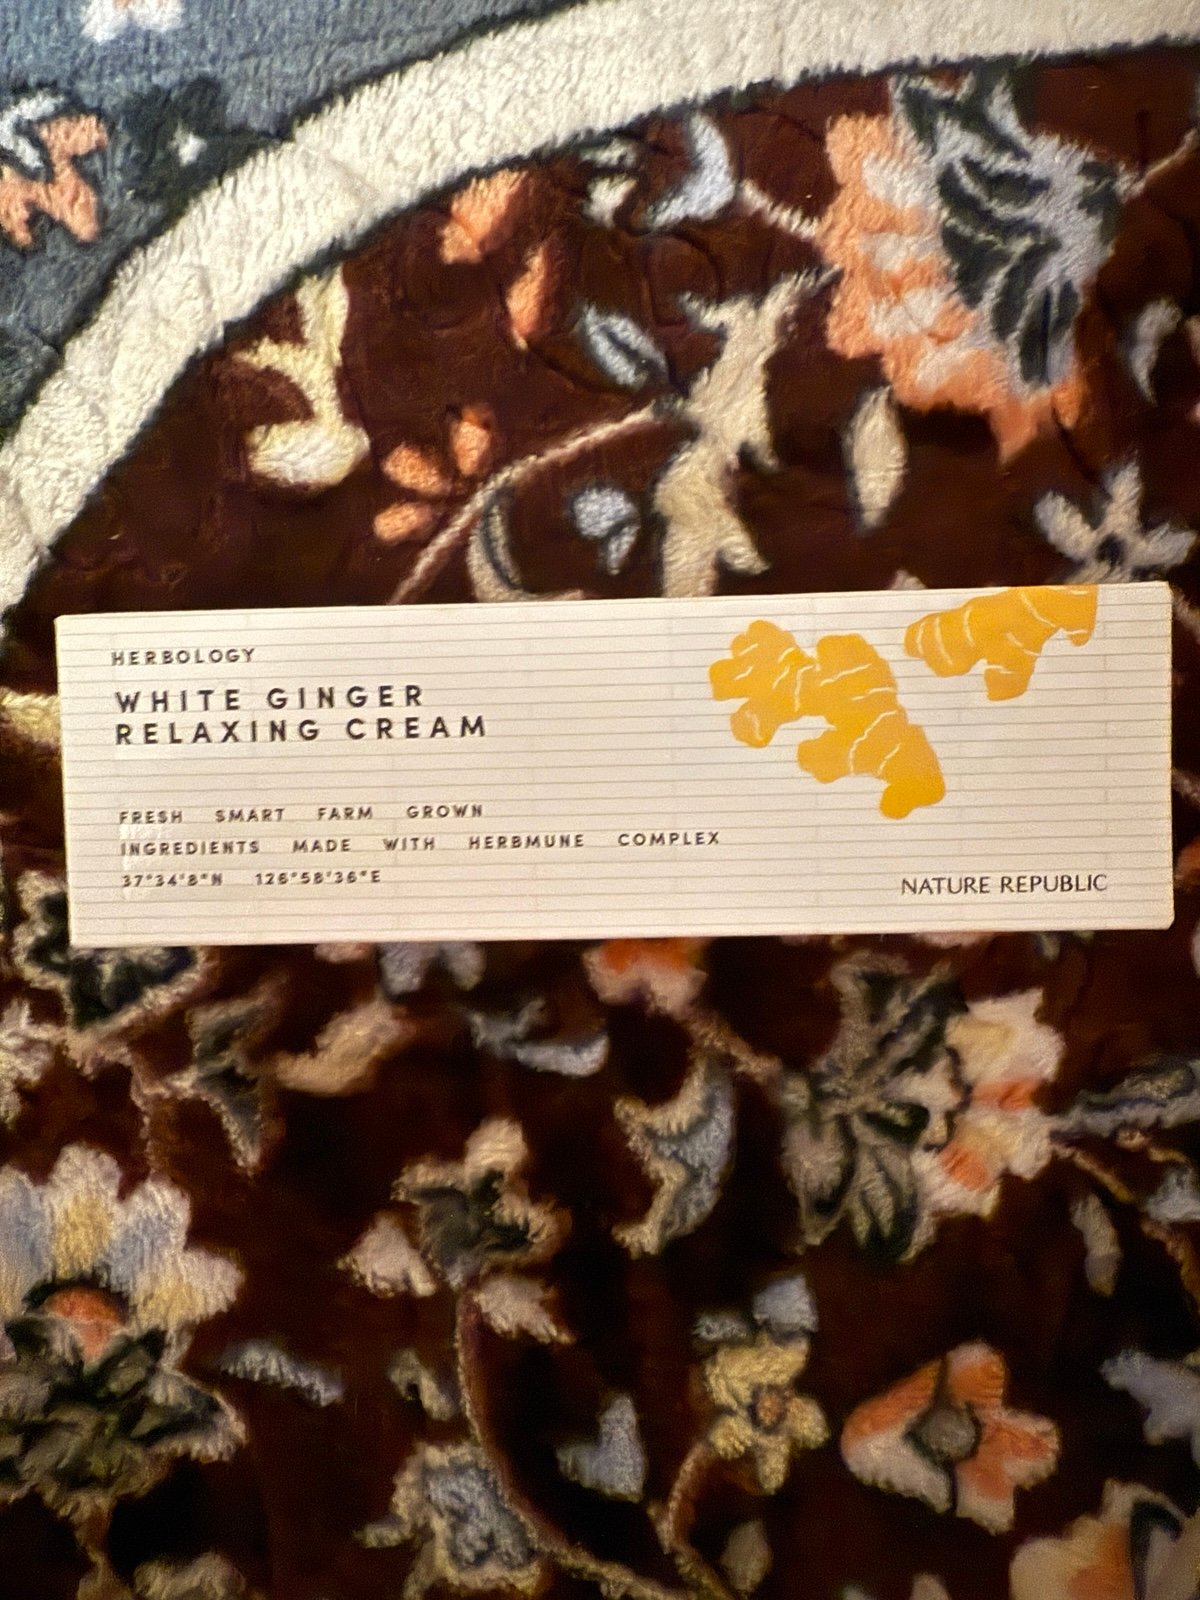 HERBOLOGY
WHITE GINGER
RELAXING CREAM
FRESH SMART FARM GROWN
INGREDIENTS MADE WITH HERBMUNE COMPLEX
37°34'8"N 126°58'36"E
NATURE REPUBLIC